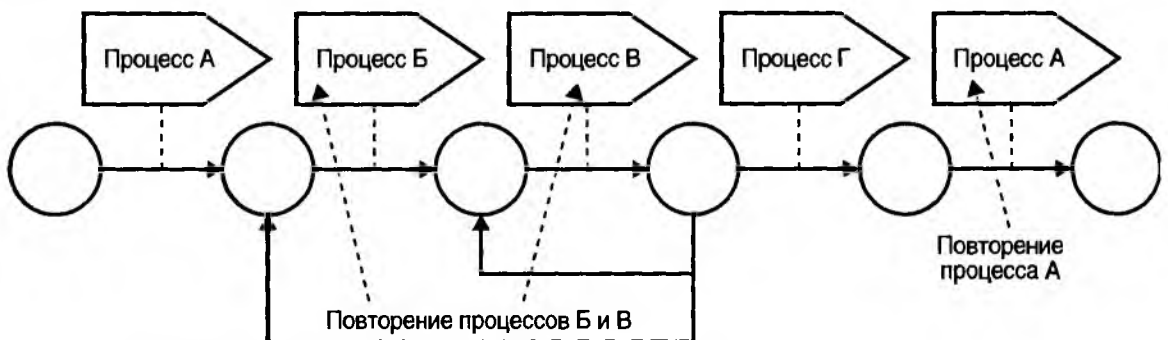 Процесс А
Процесс Б
Процесс В
Процесс Г
Процесс А
Повторение
процесса А
Повторение процессов Б и В